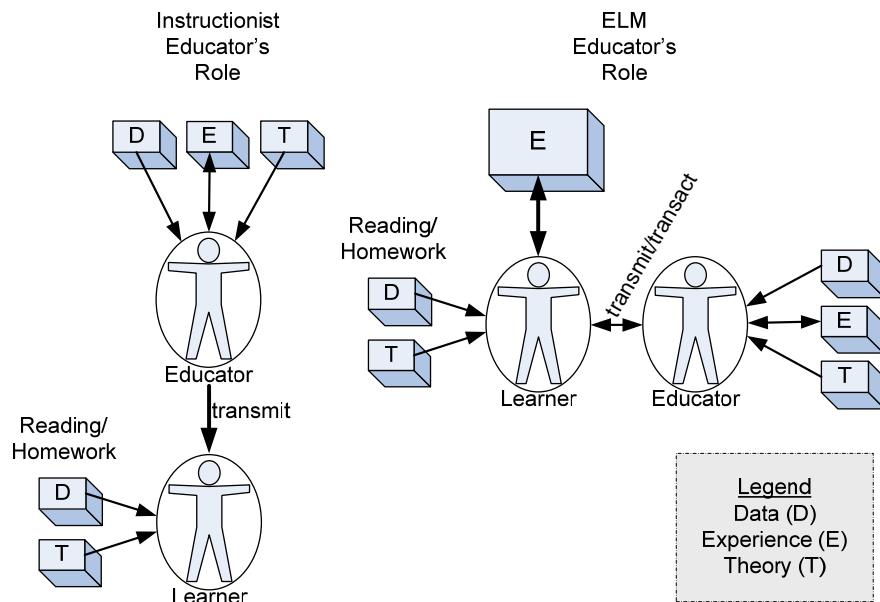 Instructionist
Educator's
Role
D
E
T
Educator
transmit
Reading/
Homework
D
T
Learner
ELM
Educator's
Role
E
Reading/
Homework
D
T
transmit/transact
Learner
Educator
D
E
T
Legend
Data (D)
Experience (E)
Theory (T)